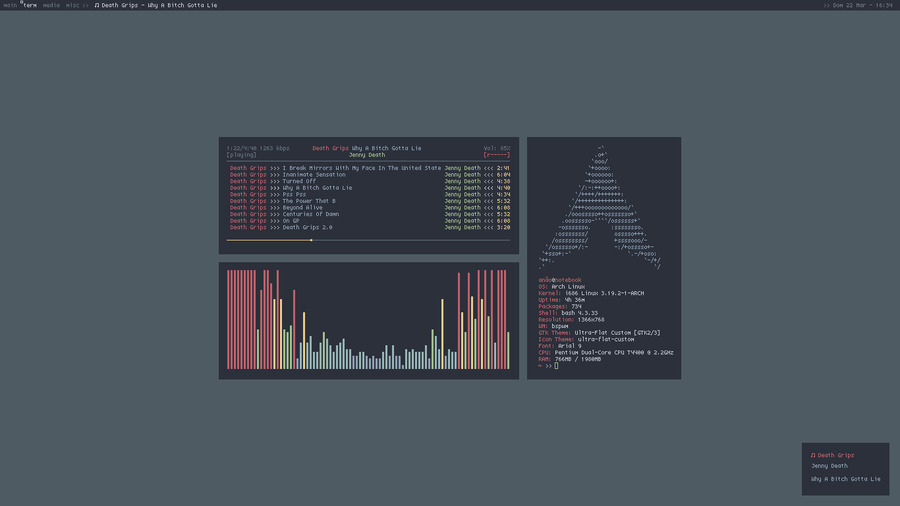 main term media misc >> Death Grips - Why A Bitch Gotta Lie
>> Dom 22 Mar - 16:34
1:22/4:40 1263 kbps Death Grips Why A Bitch Gotta Lie Vol: 65%
[playing] Jenny Death [r-----]
Death Grips >>> I Break Mirrors With My Face In The United State Jenny Death <<< 2:41
Death Grips >>> Inanimate Sensation Jenny Death <<< 6:04
Death Grips >>> Turned Off Jenny Death <<< 4:38
Death Grips >>> Why A Bitch Gotta Lie Jenny Death <<< 4:40
Death Grips >>> Pss Pss Jenny Death <<< 4:34
Death Grips >>> The Power That B Jenny Death <<< 5:32
Death Grips >>> Beyond Alive Jenny Death <<< 6:08
Death Grips >>> Centuries Of Damn Jenny Death <<< 5:32
Death Grips >>> On GP Jenny Death <<< 6:08
Death Grips >>> Death Grips 2.0 Jenny Death <<< 3:20
anão@notebook
OS: Arch Linux
Kernel: i686 Linux 3.19.2-1-ARCH
Uptime: 4h 36m
Packages: 734
Shell: bash 4.3.33
Resolution: 1366x768
WM: bspwm
GTK Theme: Ultra-Flat Custom [GTK2/3]
Icon Theme: ultra-flat-custom
Font: Arial 9
CPU: Pentium Dual-Core CPU T4400 @ 2.2GHz
RAM: 766MB / 1980MB
~ >>
Death Grips
Jenny Death
Why A Bitch Gotta Lie